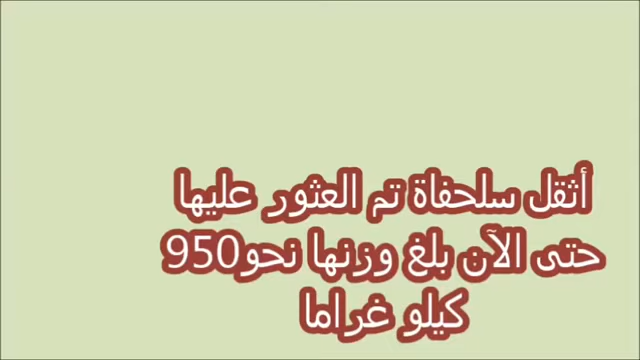 أثقل سلحفاة تم العثور عليها
حتى الآن بلغ وزنها نحو950
كيلو غراما